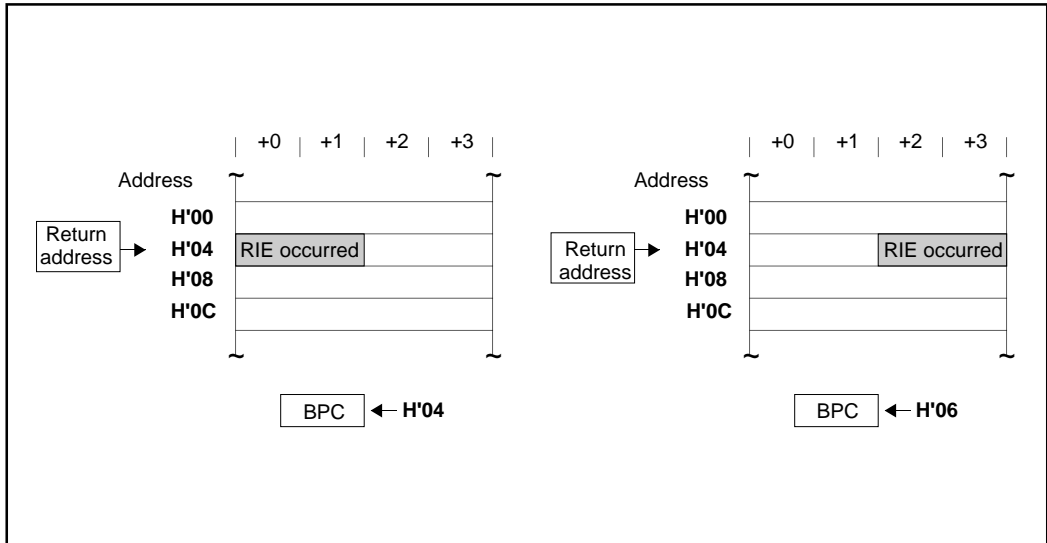 +0 +1 +2 +3
Address
H'00
Return
address
H'04
RIE occurred
H'08
H'0C
BPC
H'04
+0 +1 +2 +3
Address
H'00
Return
address
H'04
RIE occurred
H'08
H'0C
BPC
H'06